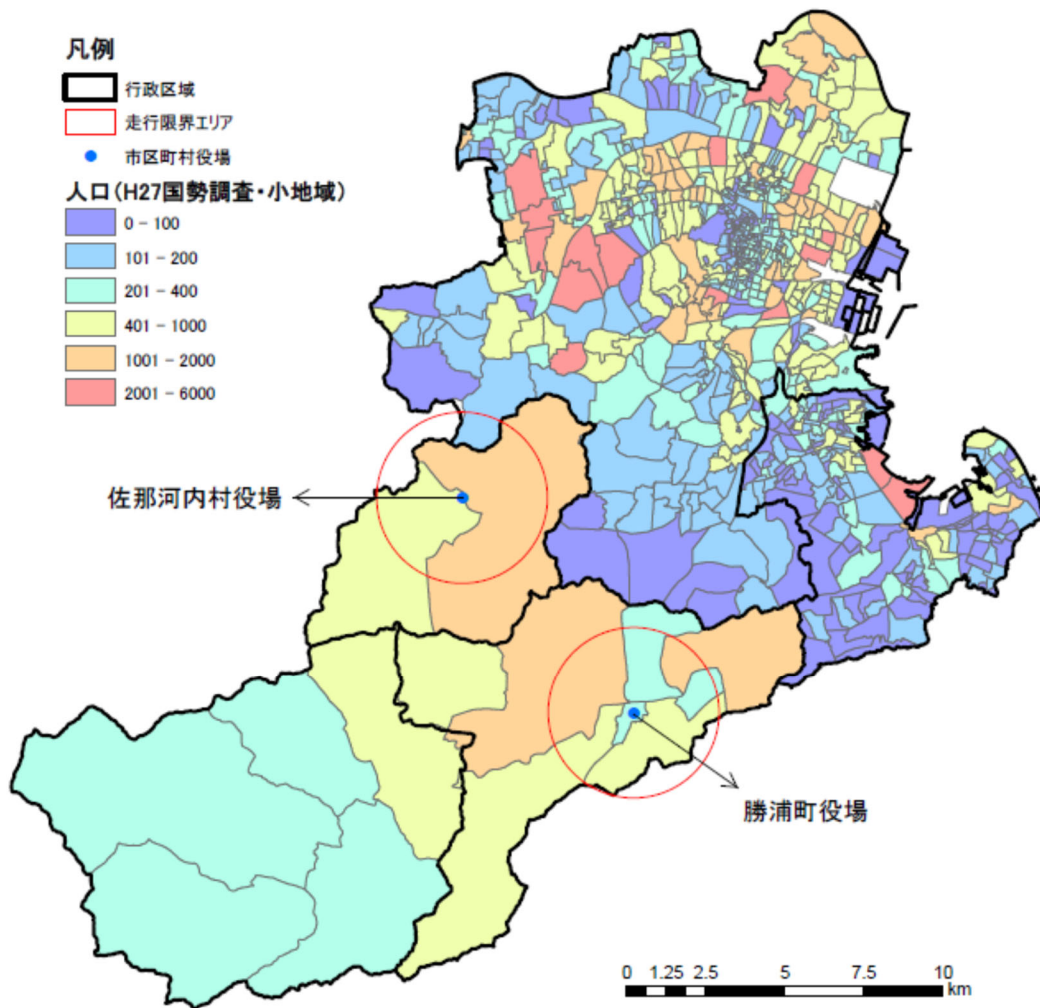 凡例
行政区域
走行限界エリア
市区町村役場
人口(H27国勢調査・小地域)
0 - 100
101 - 200
201 - 400
401 - 1000
1001 - 2000
2001 - 6000
佐那河内村役場
勝浦町役場
0 1.25 2.5 5 7.5 10
km